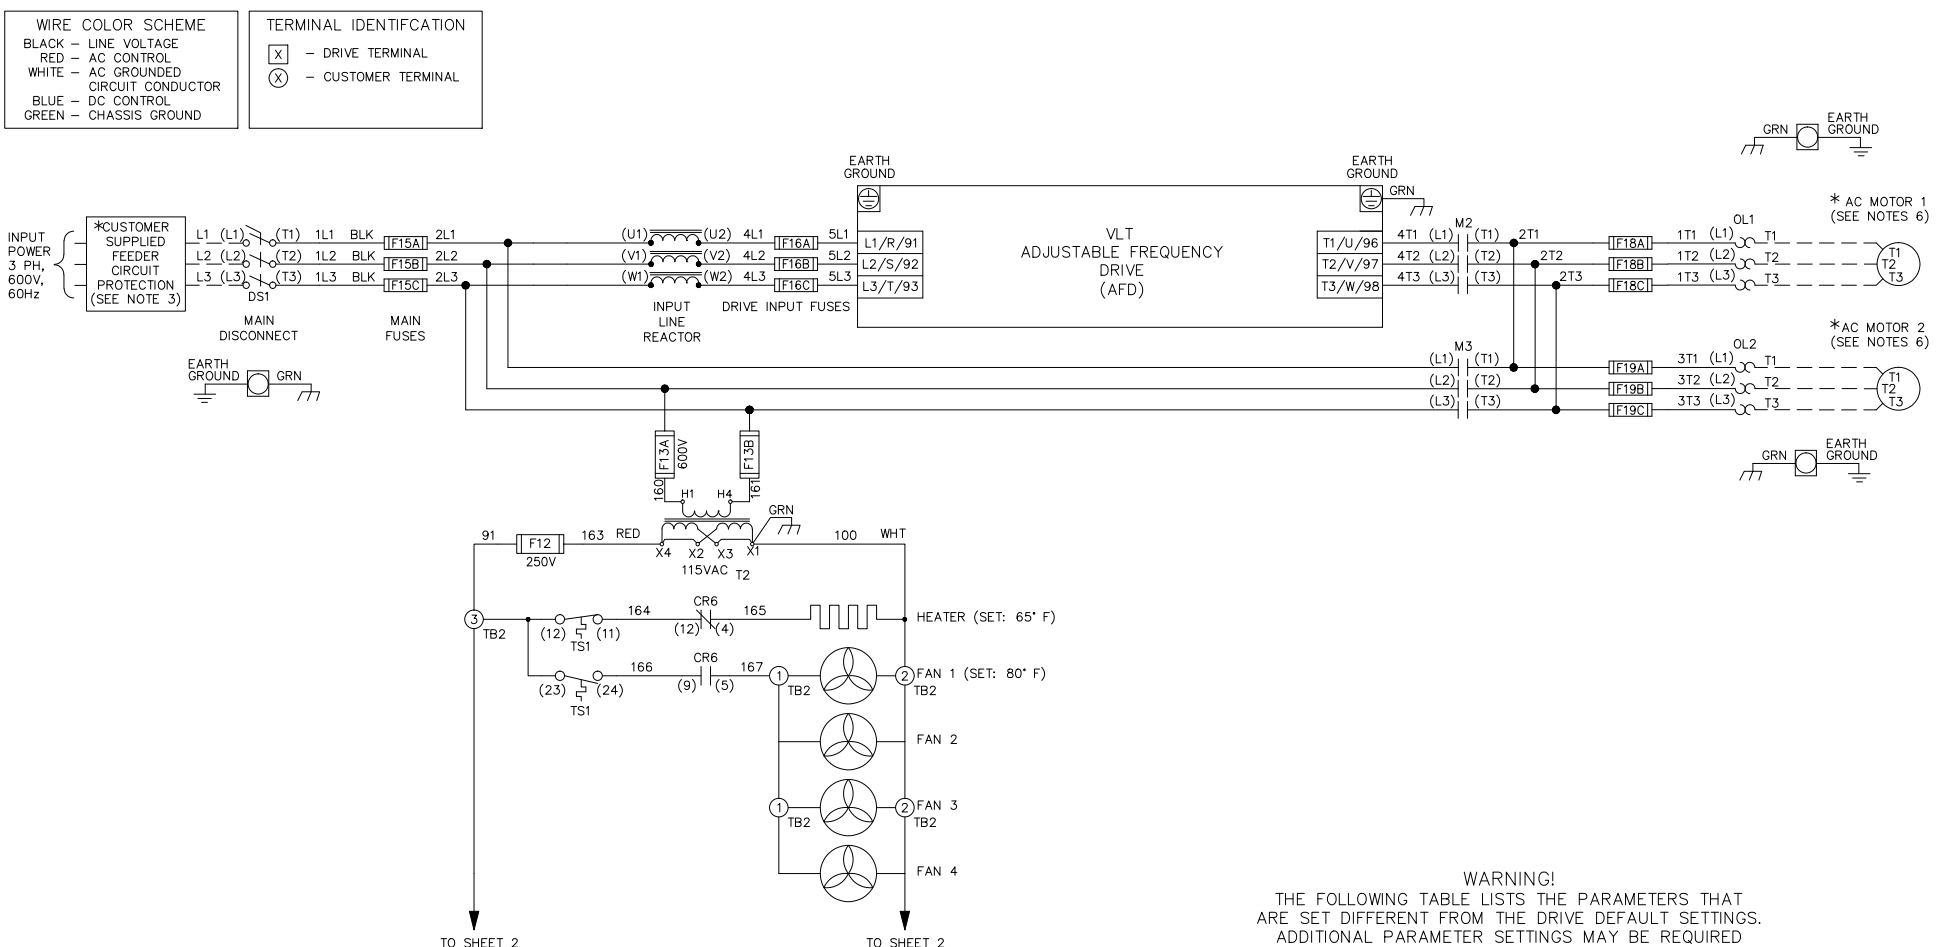 WIRE COLOR SCHEME
BLACK – LINE VOLTAGE
RED – AC CONTROL
WHITE – AC GROUNDED
CIRCUIT CONDUCTOR
BLUE – DC CONTROL
GREEN – CHASSIS GROUND
TERMINAL IDENTIFCATION
X – DRIVE TERMINAL
X – CUSTOMER TERMINAL
GRN
EARTH
GROUND
EARTH
GROUND
EARTH
GROUND
GRN
INPUT
POWER
3 PH,
600V,
60Hz
*CUSTOMER
SUPPLIED
FEEDER
CIRCUIT
PROTECTION
(SEE NOTE 3)
L1 (L1) (T1) 1L1 BLK F15A 2L1
L2 (L2) (T2) 1L2 BLK F15B 2L2
L3 (L3) (T3) 1L3 BLK F15C 2L3
DS1
MAIN
DISCONNECT
MAIN
FUSES
(U1) (U2) 4L1 F16A 5L1 L1/R/91
(V1) (V2) 4L2 F16B 5L2 L2/S/92
(W1) (W2) 4L3 F16C 5L3 L3/T/93
INPUT
LINE
REACTOR
DRIVE INPUT FUSES
VLT
ADJUSTABLE FREQUENCY
DRIVE
(AFD)
M2
T1/U/96 4T1 (L1) (T1) 2T1 F18A 1T1 (L1) T1
T2/V/97 4T2 (L2) (T2) 2T2 F18B 1T2 (L2) T2
T3/W/98 4T3 (L3) (T3) 2T3 F18C 1T3 (L3) T3
OL1
* AC MOTOR 1
(SEE NOTES 6)
T1
T2
T3
EARTH
GROUND
GRN
M3
(L1) (T1) F19A 3T1 (L1) T1
(L2) (T2) F19B 3T2 (L2) T2
(L3) (T3) F19C 3T3 (L3) T3
OL2
*AC MOTOR 2
(SEE NOTES 6)
T1
T2
T3
GRN
EARTH
GROUND
F13A
600V
F13B
160
161
H1 H4
GRN
91 F12 163 RED
250V
X4 X2 X3 X1
100 WHT
115VAC T2
3
TB2
(12) (11)
TS1
164
CR6
(12) (4)
165
HEATER (SET: 65° F)
(23) (24)
TS1
166
CR6
(9) (5)
167
1
TB2
2
TB2
FAN 1 (SET: 80° F)
FAN 2
1
TB2
2
TB2
FAN 3
FAN 4
TO SHEET 2
TO SHEET 2
WARNING!
THE FOLLOWING TABLE LISTS THE PARAMETERS THAT
ARE SET DIFFERENT FROM THE DRIVE DEFAULT SETTINGS.
ADDITIONAL PARAMETER SETTINGS MAY BE REQUIRED